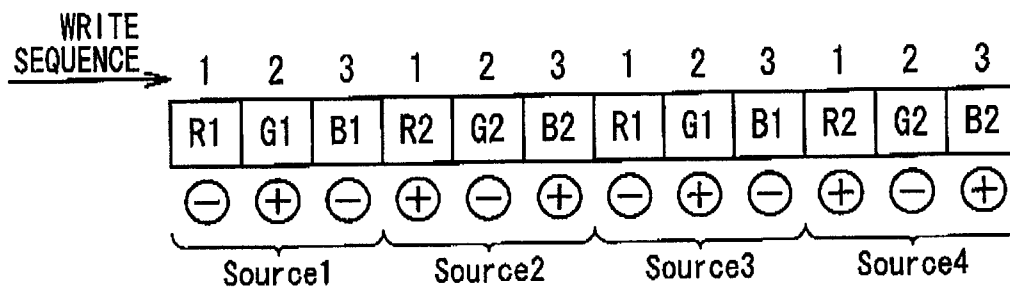 WRITE
SEQUENCE
1 2 3 1 2 3 1 2 3 1 2 3
R1 G1 B1 R2 G2 B2 R1 G1 B1 R2 G2 B2
− + − + − + − + − + − +
Source1 Source2 Source3 Source4